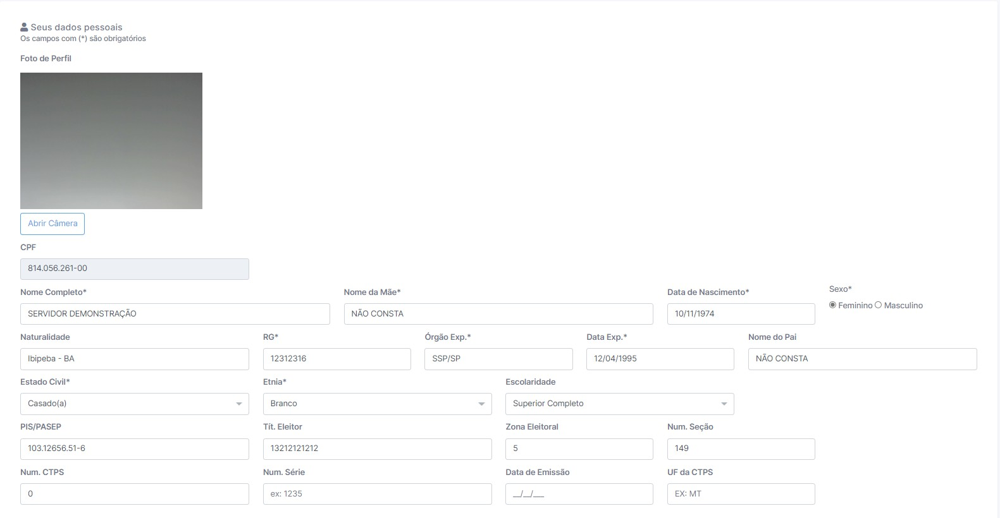 Seus dados pessoais
Os campos com (*) são obrigatórios
Foto de Perfil
Abrir Câmera
CPF
814.056.261-00
Nome Completo* Nome da Mãe* Data de Nascimento* Sexo*
SERVIDOR DEMONSTRAÇÃO NÃO CONSTA 10/11/1974 Feminino Masculino
Naturalidade RG* Órgão Exp.* Data Exp.* Nome do Pai
Ibipeba - BA 12312316 SSP/SP 12/04/1995 NÃO CONSTA
Estado Civil* Etnia* Escolaridade
Casado(a) Branco Superior Completo
PIS/PASEP Tít. Eleitor Zona Eleitoral Num. Seção
103.12656.51-6 13212121212 5 149
Num. CTPS Num. Série Data de Emissão UF da CTPS
0 ex: 1235 __/__/___ EX: MT